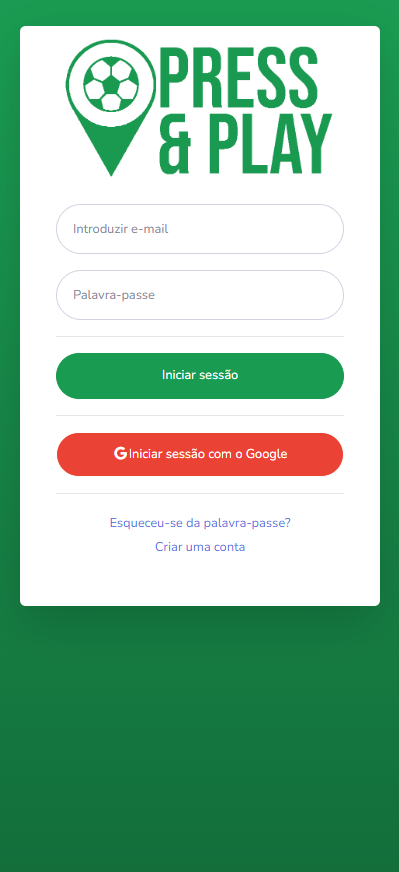 PRESS
& PLAY
Introduzir e-mail
Palavra-passe
Iniciar sessão
Iniciar sessão com o Google
Esqueceu-se da palavra-passe?
Criar uma conta